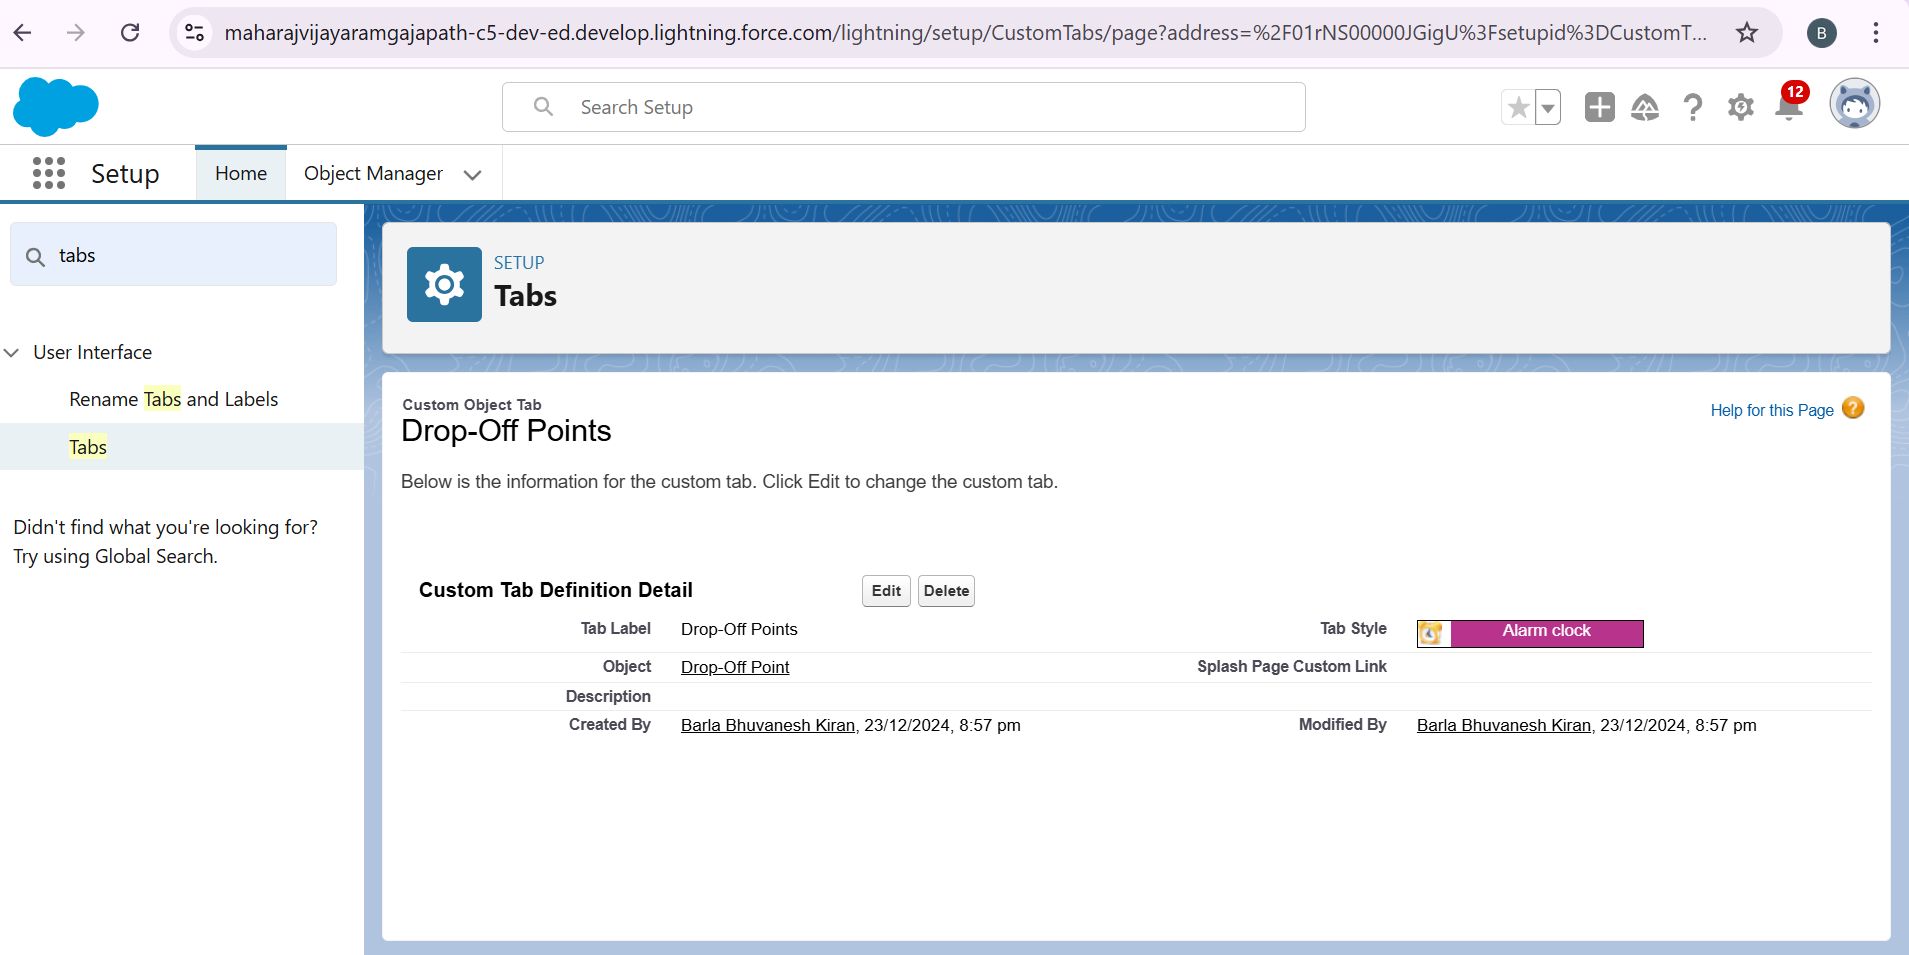 maharajvijayaramgajapath-c5-dev-ed.develop.lightning.force.com/lightning/setup/CustomTabs/page?address=%2F01rNS00000JGigU%3Fsetupid%3DCustomT...
B
Search Setup
12
Setup
Home
Object Manager
tabs
SETUP
Tabs
User Interface
Rename Tabs and Labels
Tabs
Didn't find what you're looking for?
Try using Global Search.
Custom Object Tab
Drop-Off Points
Help for this Page ?
Below is the information for the custom tab. Click Edit to change the custom tab.
Custom Tab Definition Detail
Edit
Delete
Tab Label Drop-Off Points
Tab Style Alarm clock
Object Drop-Off Point
Splash Page Custom Link
Description
Created By Barla Bhuvanesh Kiran, 23/12/2024, 8:57 pm
Modified By Barla Bhuvanesh Kiran, 23/12/2024, 8:57 pm